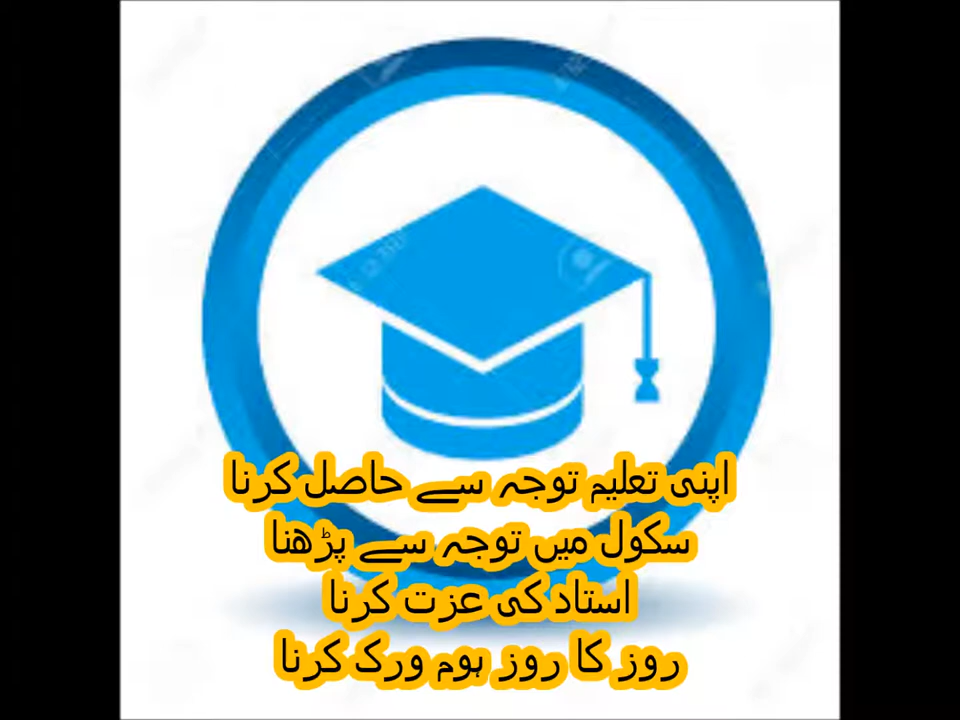 اپنی تعلیم توجہ سے حاصل کرنا
سکول میں توجہ سے پڑھنا
استاد کی عزت کرنا
روز کا روز ہوم ورک کرنا